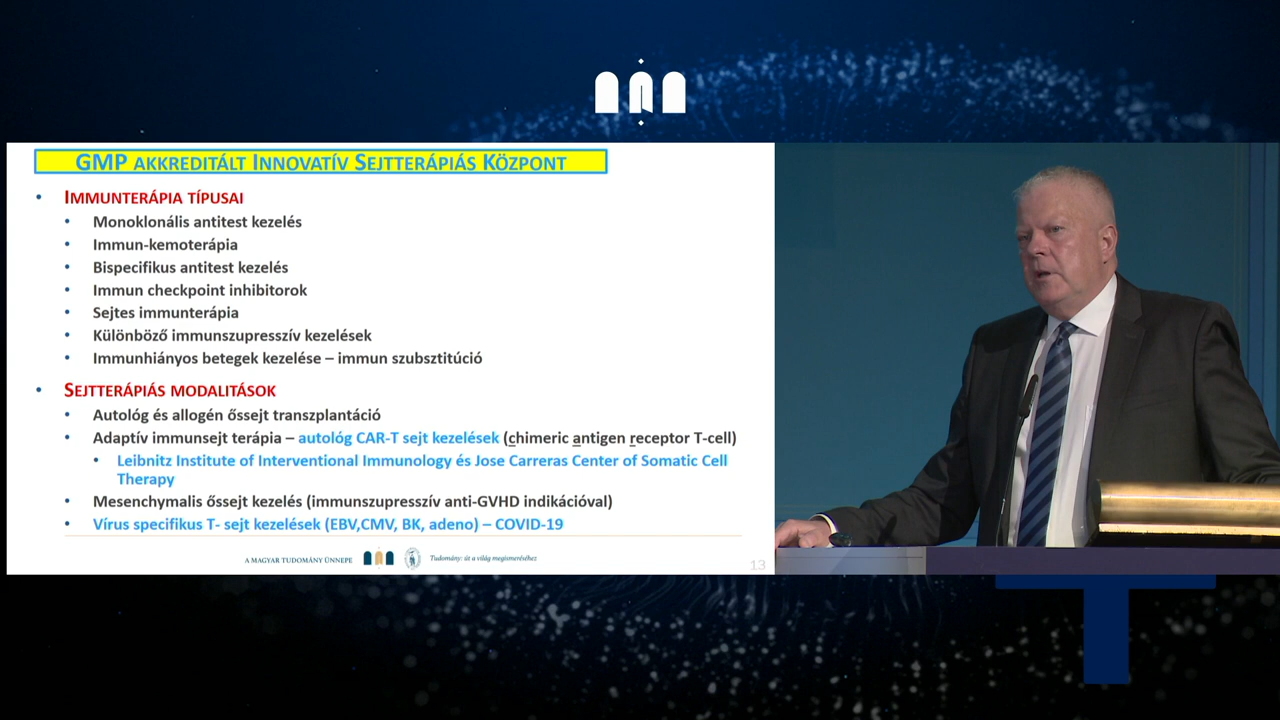 GMP AKKREDITÁLT INNOVATÍV SEJTTERÁPIÁS KÖZPONT
• IMMUNTERÁPIA TÍPUSAI
• Monoklonális antitest kezelés
• Immun-kemoterápia
• Bispecifikus antitest kezelés
• Immun checkpoint inhibitorok
• Sejtes immunterápia
• Különböző immunszupresszív kezelések
• Immunhiányos betegek kezelése – immun szubsztitúció
• SEJTTERÁPIÁS MODALITÁSOK
• Autológ és allogén őssejt transzplantáció
• Adaptív immunsejt terápia – autológ CAR-T sejt kezelések (chimeric antigen receptor T-cell)
• Leibnitz Institute of Interventional Immunology és Jose Carreras Center of Somatic Cell
Therapy
• Mesenchymalis őssejt kezelés (immunszupresszív anti-GVHD indikációval)
• Vírus specifikus T- sejt kezelések (EBV,CMV, BK, adeno) – COVID-19
A MAGYAR TUDOMÁNY ÜNNEPE
Tudomány: út a világ megismeréséhez
13